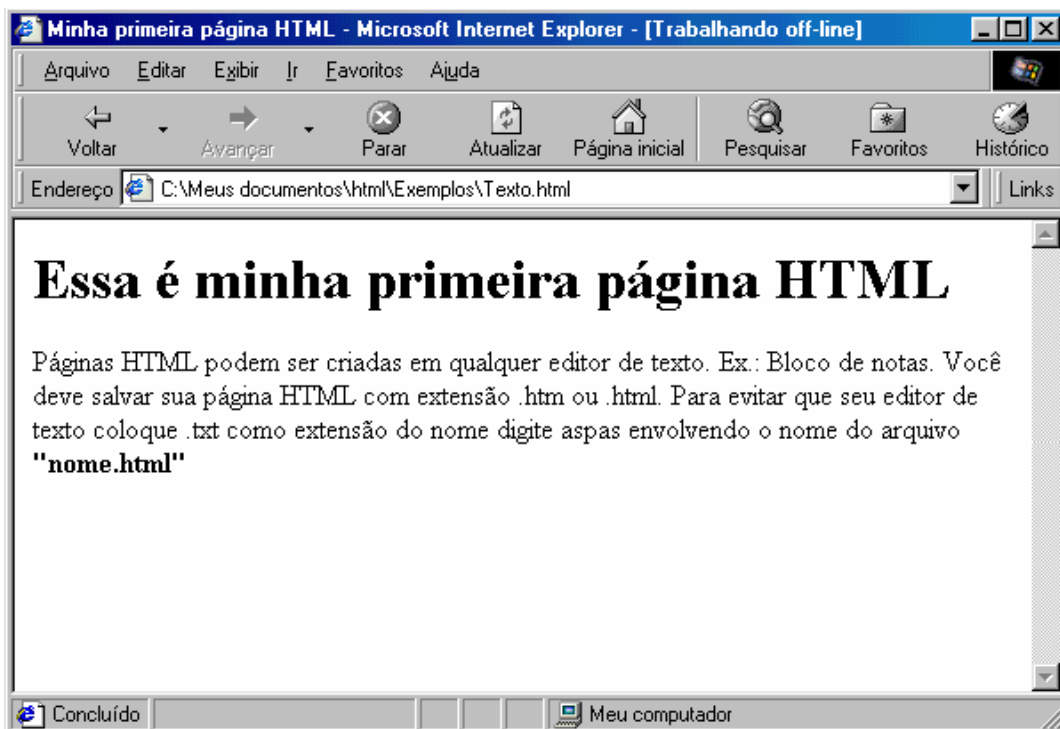 Minha primeira página HTML - Microsoft Internet Explorer - [Trabalhando off-line]
Arquivo Editar Exibir Ir Favoritos Ajuda
Voltar Avançar Parar Atualizar Página inicial Pesquisar Favoritos Histórico
Endereço C:\Meus documentos\html\Exemplos\Texto.html Links
Essa é minha primeira página HTML
Páginas HTML podem ser criadas em qualquer editor de texto. Ex.: Bloco de notas. Você
deve salvar sua página HTML com extensão .htm ou .html. Para evitar que seu editor de
texto coloque .txt como extensão do nome digite aspas envolvendo o nome do arquivo
"nome.html"
Concluído Meu computador